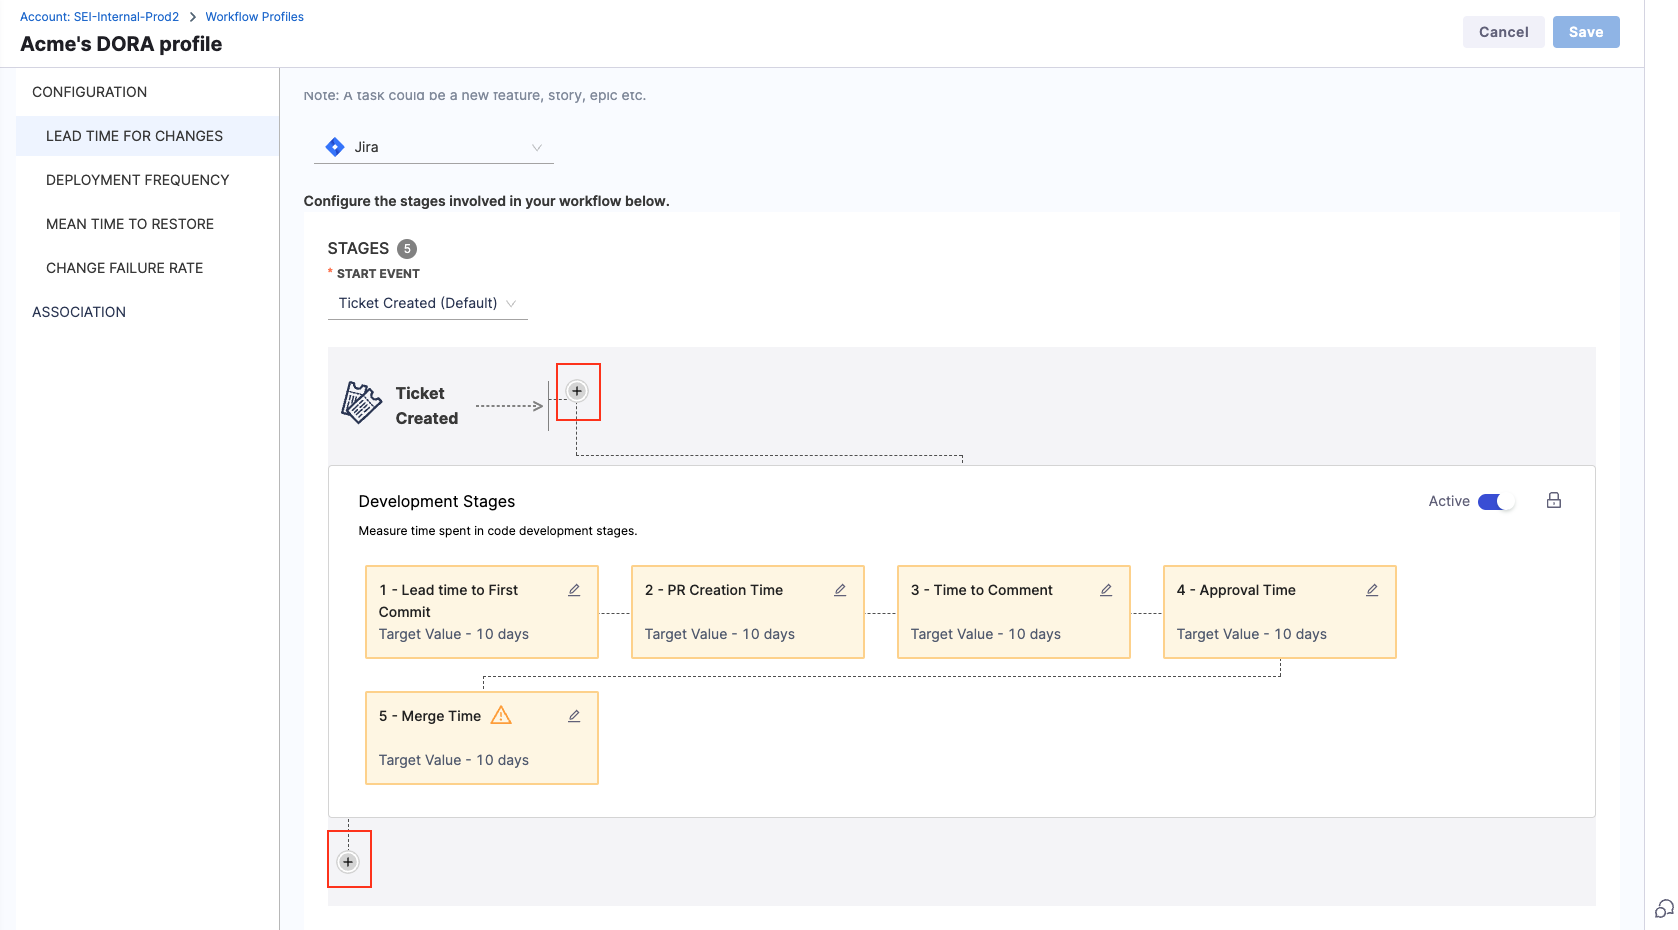 Account: SEI-Internal-Prod2 > Workflow Profiles
Acme's DORA profile
Cancel
Save
CONFIGURATION
LEAD TIME FOR CHANGES
DEPLOYMENT FREQUENCY
MEAN TIME TO RESTORE
CHANGE FAILURE RATE
ASSOCIATION
Note: A task could be a new feature, story, epic etc.
Jira
Configure the stages involved in your workflow below.
STAGES 5
* START EVENT
Ticket Created (Default)
Ticket
Created
Development Stages
Active
Measure time spent in code development stages.
1 - Lead time to First
Commit
Target Value - 10 days
2 - PR Creation Time
Target Value - 10 days
3 - Time to Comment
Target Value - 10 days
4 - Approval Time
Target Value - 10 days
5 - Merge Time
Target Value - 10 days